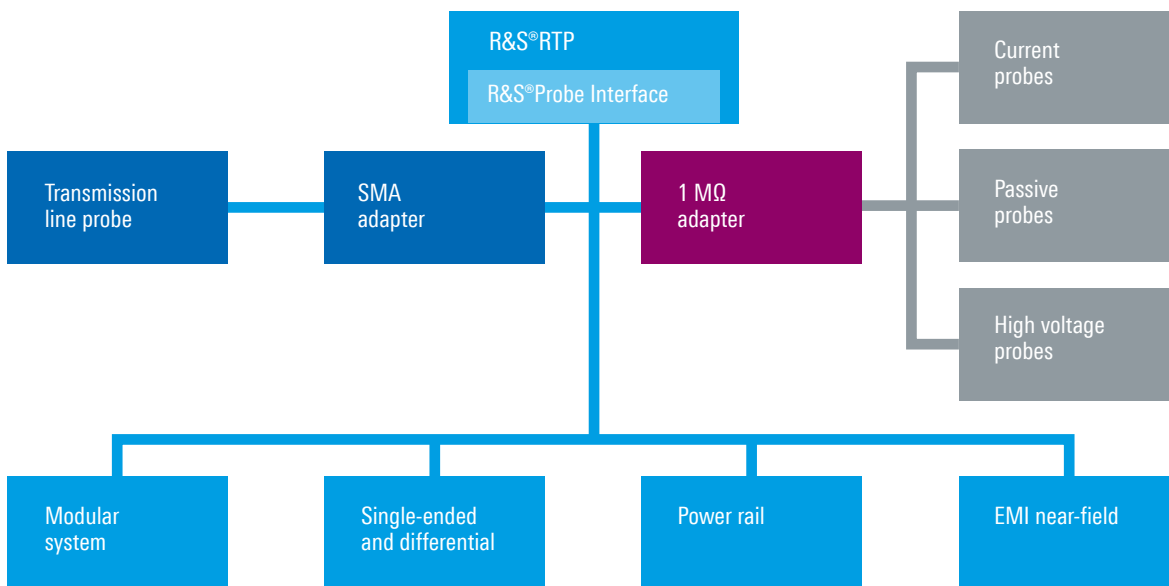 R&S®RTP
R&S®Probe Interface
Current
probes
Transmission
line probe
SMA
adapter
1 MΩ
adapter
Passive
probes
High voltage
probes
Modular
system
Single-ended
and differential
Power rail
EMI near-field